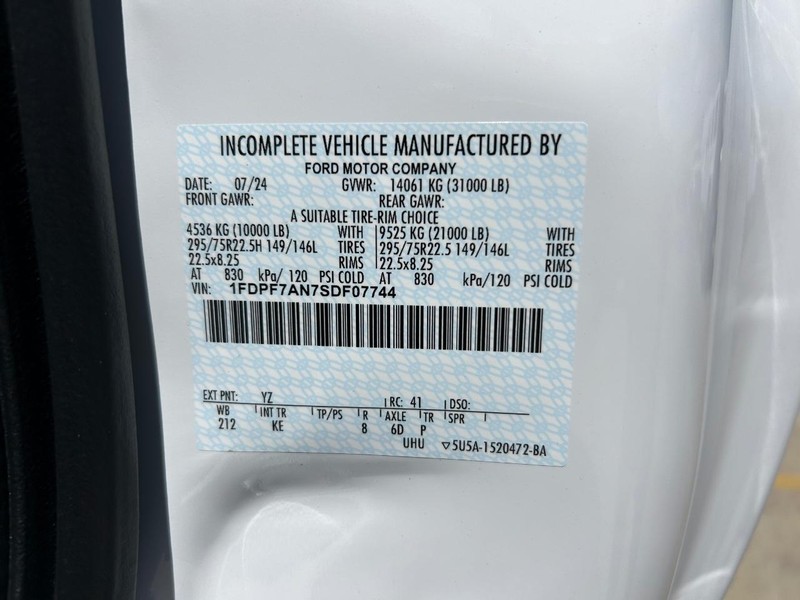 INCOMPLETE VEHICLE MANUFACTURED BY
FORD MOTOR COMPANY
DATE: 07/24 GVWR: 14061 KG (31000 LB)
FRONT GAWR: REAR GAWR:
A SUITABLE TIRE-RIM CHOICE
4536 KG (10000 LB) WITH 9525 KG (21000 LB) WITH
295/75R22.5H 149/146L TIRES 295/75R22.5 149/146L TIRES
22.5x8.25 RIMS 22.5x8.25 RIMS
AT 830 kPa/ 120 PSI COLD AT 830 kPa/120 PSI COLD
VIN: 1FDPF7AN7SDF07744
EXT PNT: YZ RC: 41 DSO:
WB INT TR TP/PS R AXLE TR SPR
212 KE 8 6D P
UHU ▽5U5A-1520472-BA